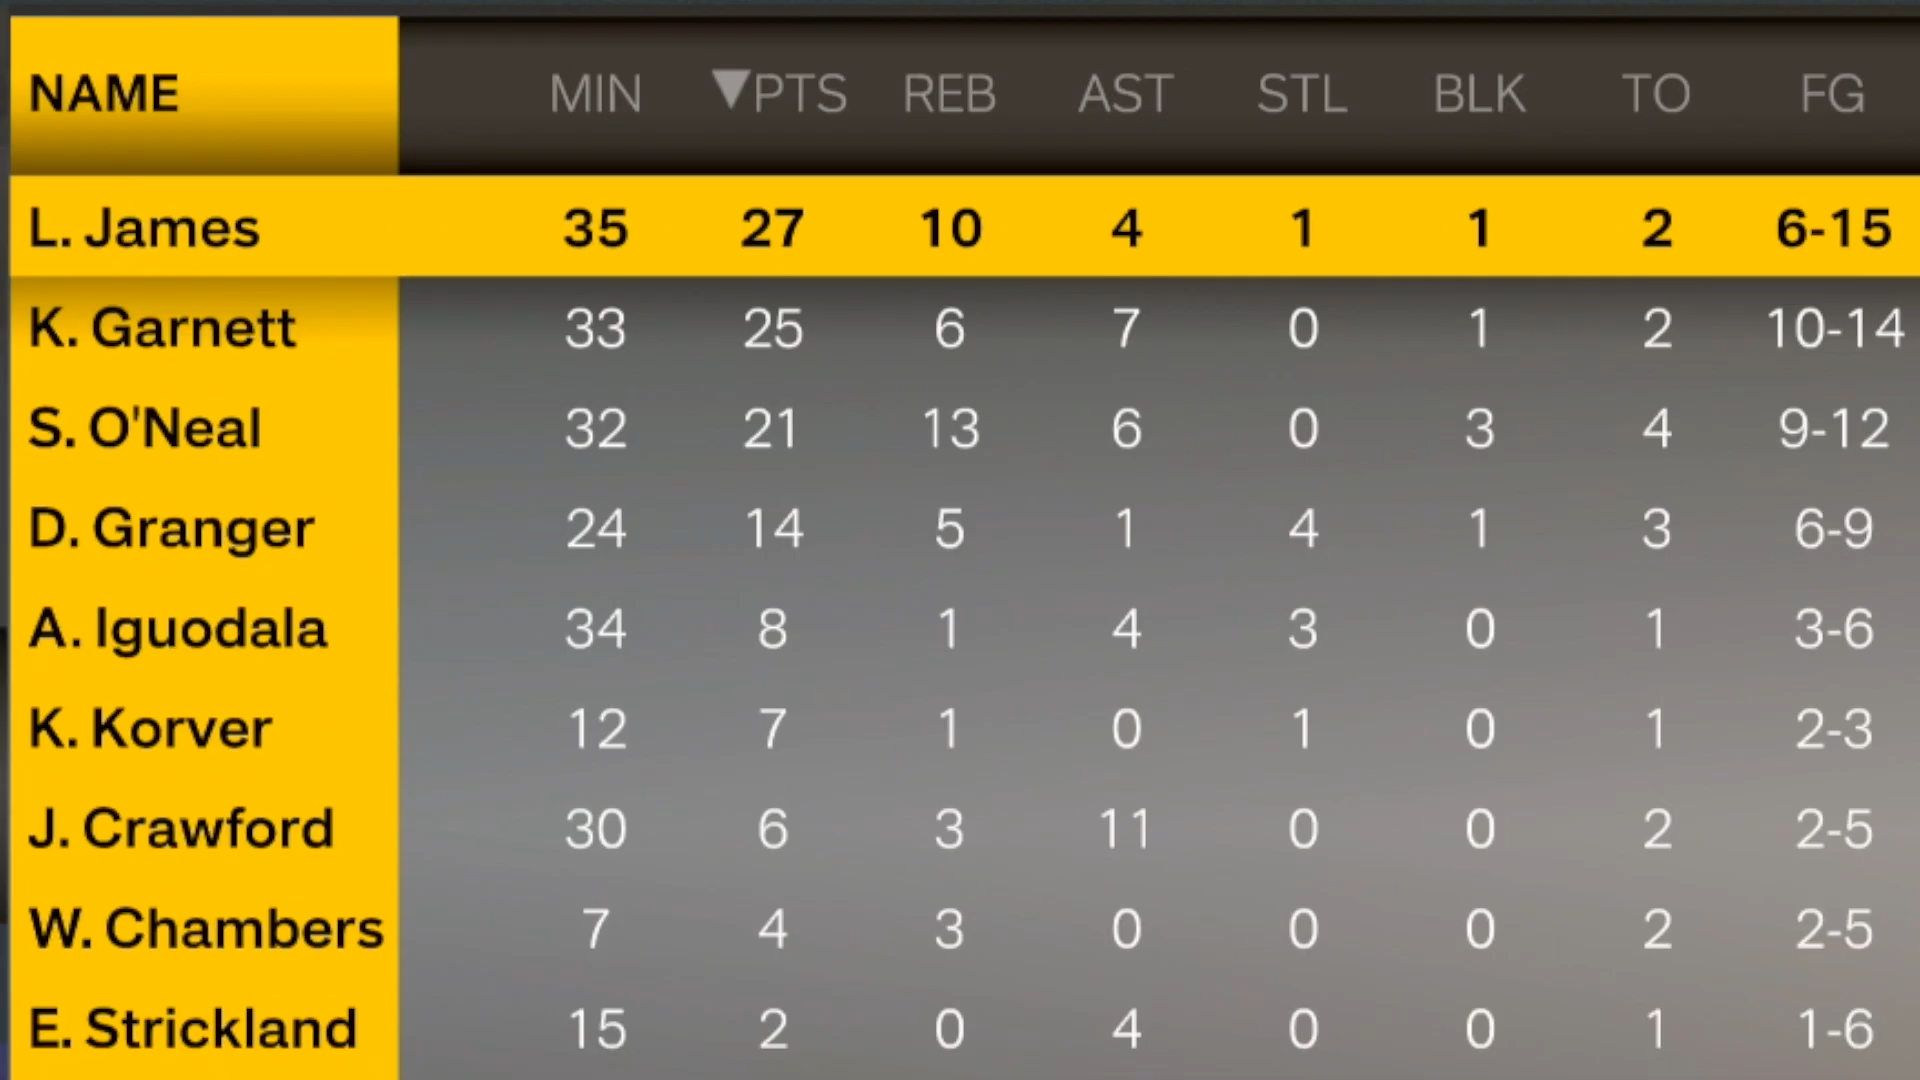 NAME MIN ▼PTS REB AST STL BLK TO FG
L. James 35 27 10 4 1 1 2 6-15
K. Garnett 33 25 6 7 0 1 2 10-14
S. O'Neal 32 21 13 6 0 3 4 9-12
D. Granger 24 14 5 1 4 1 3 6-9
A. Iguodala 34 8 1 4 3 0 1 3-6
K. Korver 12 7 1 0 1 0 1 2-3
J. Crawford 30 6 3 11 0 0 2 2-5
W. Chambers 7 4 3 0 0 0 2 2-5
E. Strickland 15 2 0 4 0 0 1 1-6